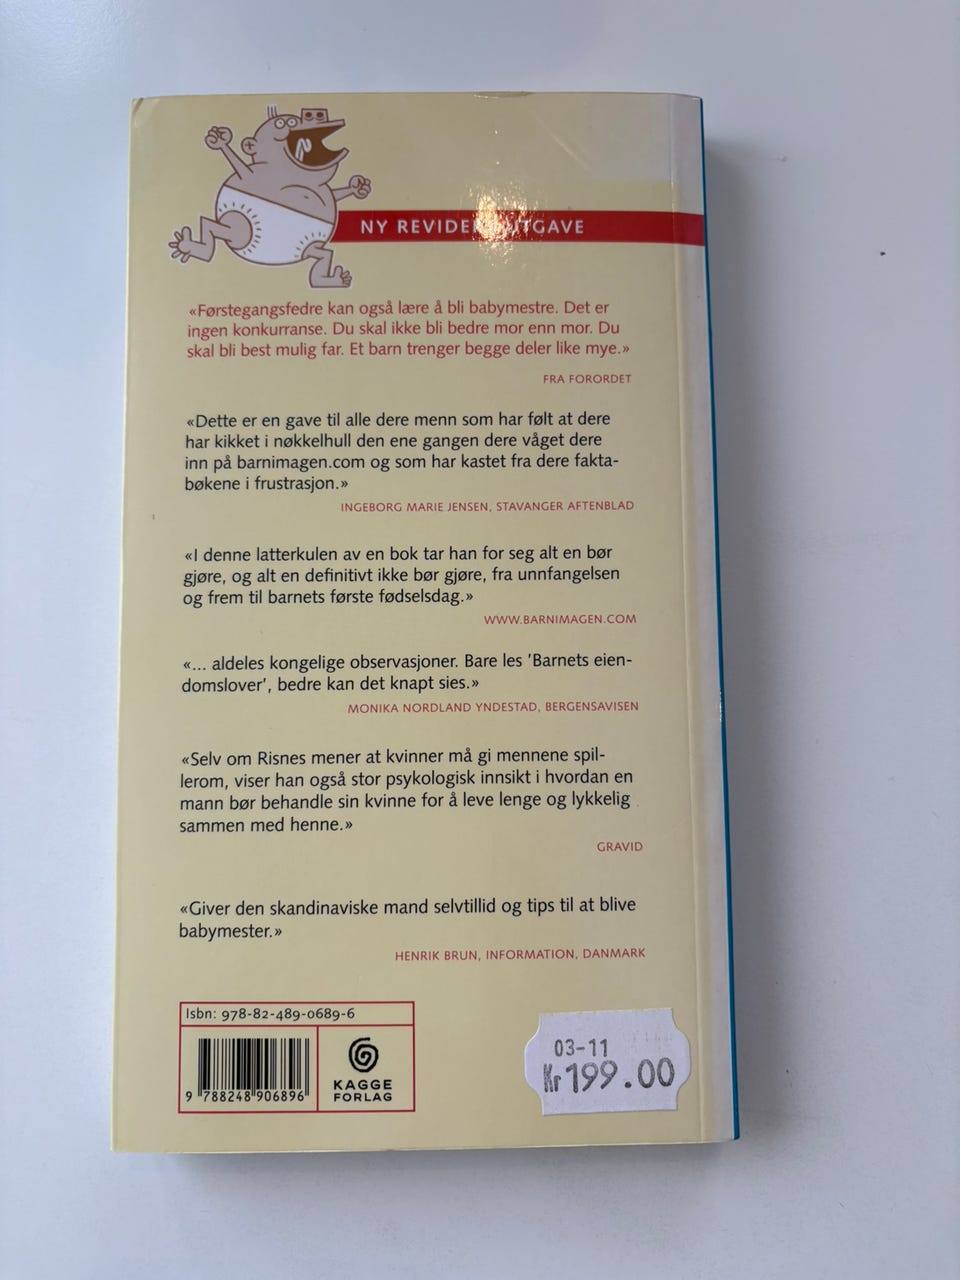 NY REVIDERT UTGAVE
«Førstegangsfedre kan også lære å bli babymestre. Det er
ingen konkurranse. Du skal ikke bli bedre mor enn mor. Du
skal bli best mulig far. Et barn trenger begge deler like mye.»
FRA FORORDET
«Dette er en gave til alle dere menn som har følt at dere
har kikket i nøkkelhull den ene gangen dere våget dere
inn på barnimagen.com og som har kastet fra dere fakta-
bøkene i frustrasjon.»
INGEBORG MARIE JENSEN, STAVANGER AFTENBLAD
«I denne latterkulen av en bok tar han for seg alt en bør
gjøre, og alt en definitivt ikke bør gjøre, fra unnfangelsen
og frem til barnets første fødselsdag.»
WWW.BARNIMAGEN.COM
«... aldeles kongelige observasjoner. Bare les 'Barnets eien-
domslover', bedre kan det knapt sies.»
MONIKA NORDLAND YNDESTAD, BERGENSAVISEN
«Selv om Risnes mener at kvinner må gi mennene spil-
lerom, viser han også stor psykologisk innsikt i hvordan en
mann bør behandle sin kvinne for å leve lenge og lykkelig
sammen med henne.»
GRAVID
«Giver den skandinaviske mand selvtillid og tips til at blive
babymester.»
HENRIK BRUN, INFORMATION, DANMARK
Isbn: 978-82-489-0689-6
9 788248 906896
KAGGE
FORLAG
03-11
Kr199.00